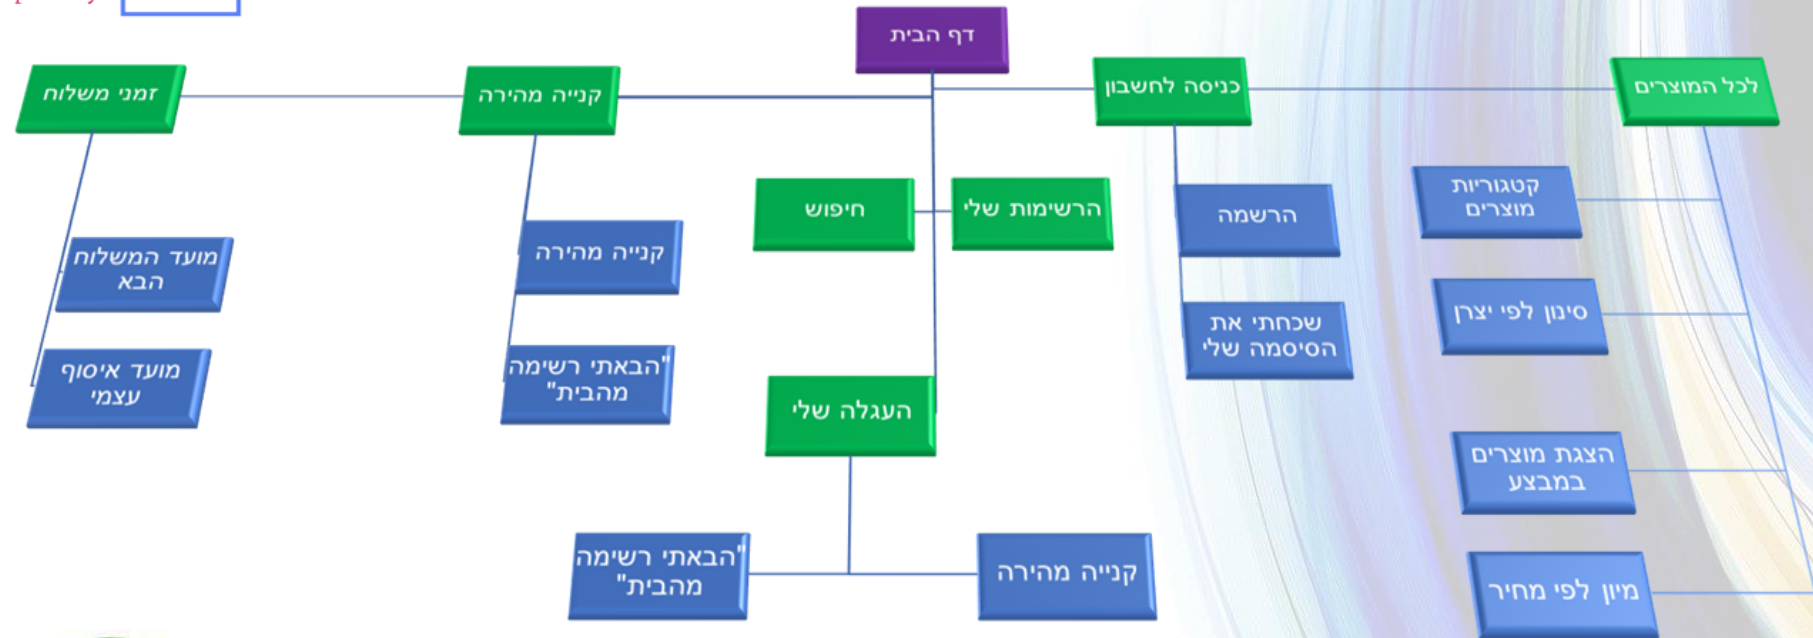 דף הבית
לכל המוצרים
כניסה לחשבון
קנייה מהירה
זמני משלוח
קטגוריות
מוצרים
סינון לפי יצרן
הצגת מוצרים
במבצע
מיון לפי מחיר
הרשמה
שכחתי את
הסיסמה שלי
הרשימות שלי
חיפוש
העגלה שלי
קנייה מהירה
"הבאתי רשימה
מהבית"
קנייה מהירה
"הבאתי רשימה
מהבית"
מועד המשלוח
הבא
מועד איסוף
עצמי